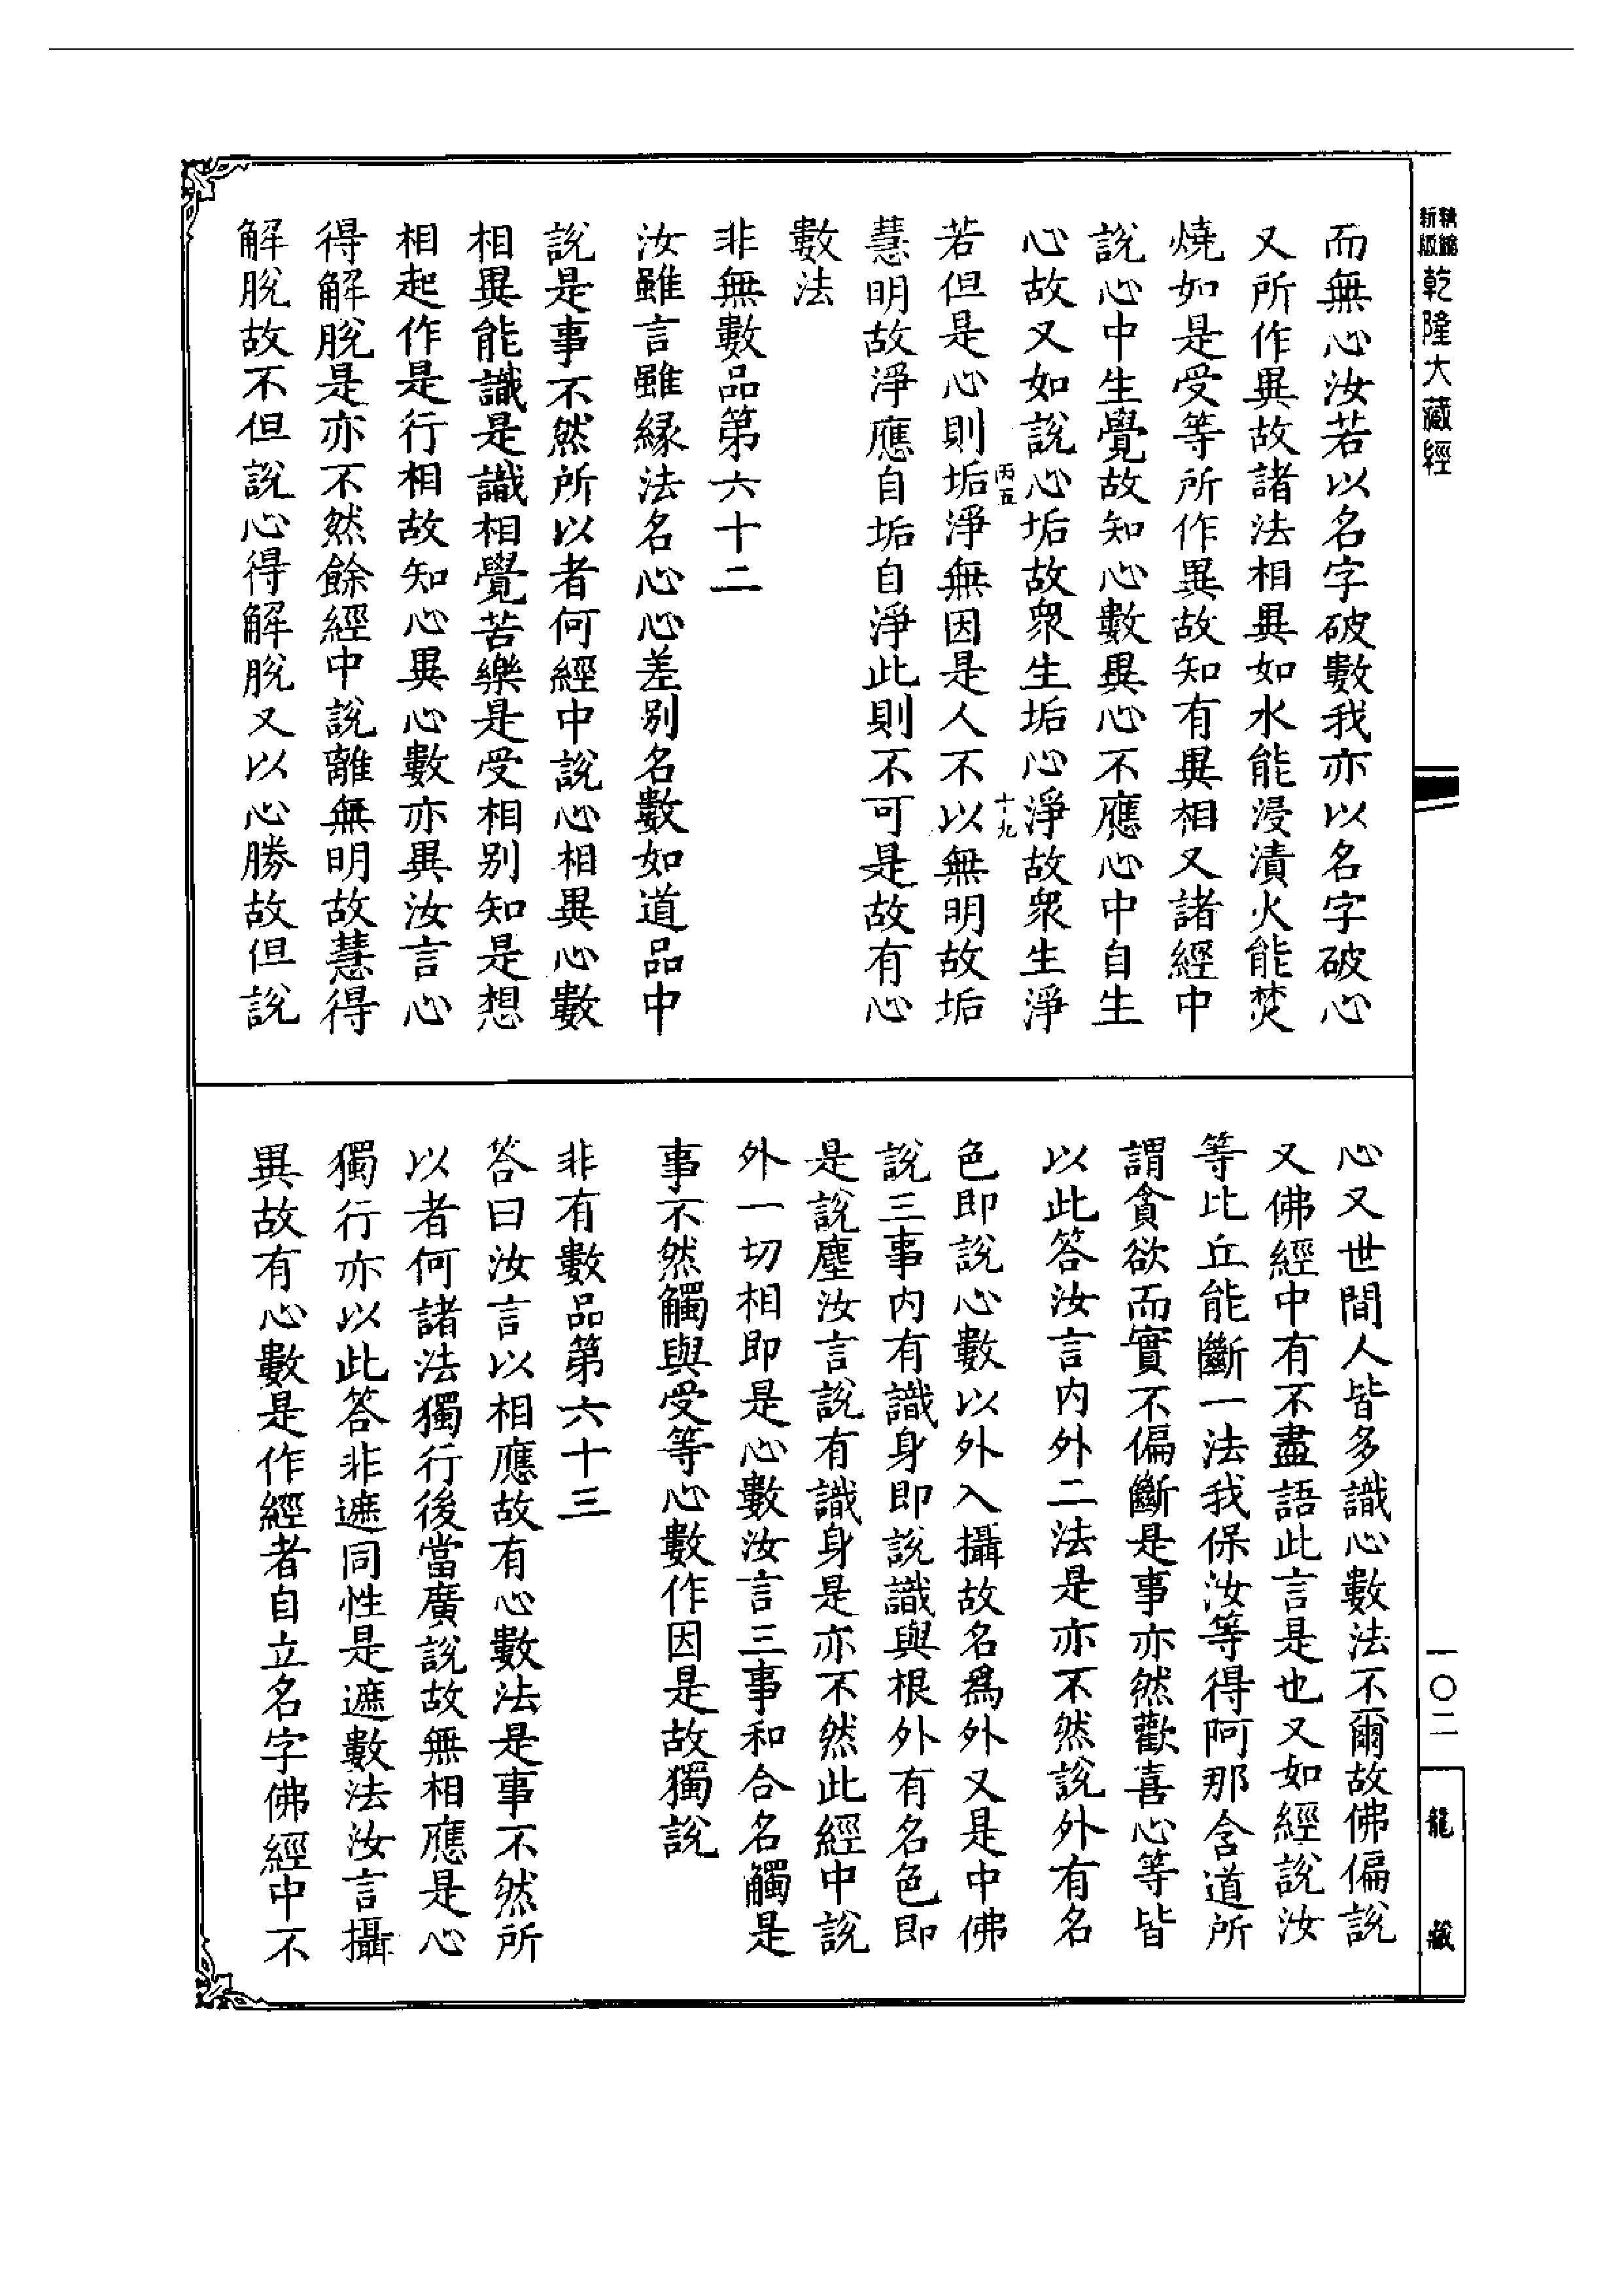 新版
乾隆大藏經
一〇二
龍藏
而無心汝若以名字破數我亦以名字破心
又所作異故諸法相異如水能浸漬火能焚
燒如是受等所作異故知有異相又諸經中
說心中生覺故知心數異心不應心中自生
心故又如說心垢故衆生垢心淨故衆生淨
丙五
十九
若但是心則垢淨無因是人不以無明故垢
慧明故淨應自垢自淨此則不可是故有心
數法
非無數品第六十二
汝雖言雖緣法名心心差別名數如道品中
說是事不然所以者何經中說心相異心數
相異能識是識相覺苦樂是受相別知是想
相起作是行相故知心異心數亦異汝言心
得解脫是亦不然餘經中說離無明故慧得
解脫故不但說心得解脫又以心勝故但說
心又世間人皆多識心數法不爾故佛偏說
又佛經中有不盡語此言是也又如經說汝
等比丘能斷一法我保汝等得阿那含道所
謂貪欲而實不偏斷是事亦然歡喜心等皆
以此答汝言內外二法是亦不然說外有名
色即說心數以外入攝故名爲外又是中佛
說三事內有識身即說識與根外有名色即
是說塵汝言說有識身是亦不然此經中說
外一切相即是心數汝言三事和合名觸是
事不然觸與受等心數作因是故獨說
非有數品第六十三
答曰汝言以相應故有心數法是事不然所
以者何諸法獨行後當廣說故無相應是心
獨行亦以此答非遮同性是遮數法汝言攝
異故有心數是作經者自立名字佛經中不